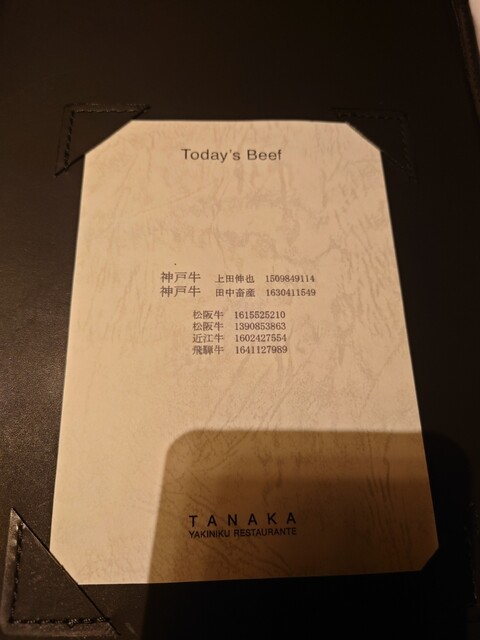 Today's Beef
神戸牛 上田伸也 1509849114
神戸牛 田中畜産 1630411549
松阪牛 1615525210
松阪牛 1390853863
近江牛 1602427554
飛騨牛 1641127989
TANAKA
YAKINIKU RESTAURANTE